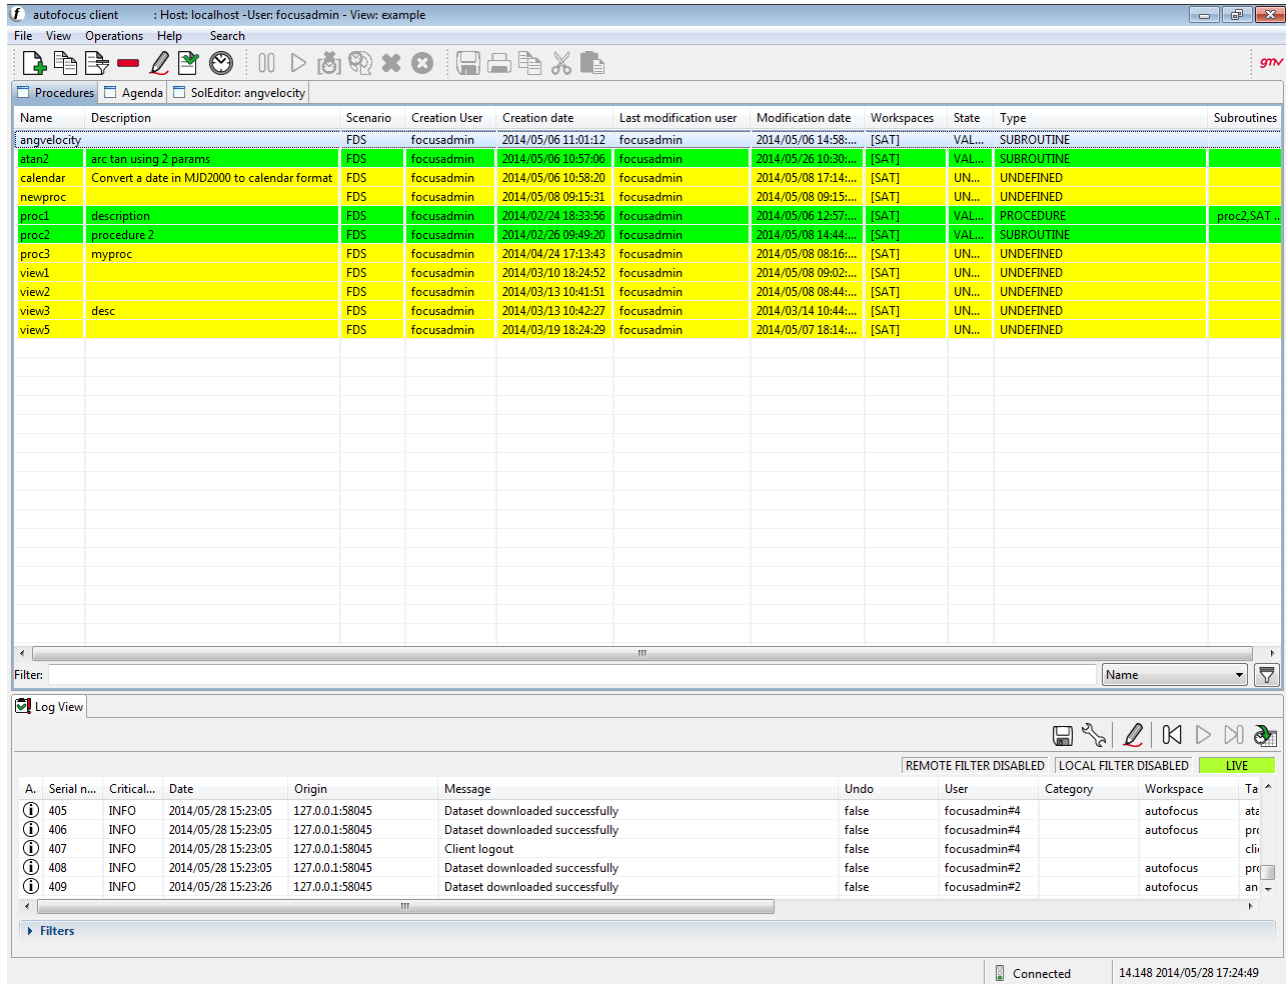 f autofocus client : Host: localhost -User: focusadmin - View: example
File View Operations Help Search
gmv
Procedures Agenda SolEditor: angvelocity
Name Description Scenario Creation User Creation date Last modification user Modification date Workspaces State Type Subroutines
angvelocity FDS focusadmin 2014/05/06 11:01:12 focusadmin 2014/05/06 14:58:... [SAT] VAL... SUBROUTINE
atan2 arc tan using 2 params FDS focusadmin 2014/05/06 10:57:06 focusadmin 2014/05/26 10:30:... [SAT] VAL... SUBROUTINE
calendar Convert a date in MJD2000 to calendar format FDS focusadmin 2014/05/06 10:58:20 focusadmin 2014/05/08 17:14:... [SAT] UN... UNDEFINED
newproc FDS focusadmin 2014/05/08 09:15:31 focusadmin 2014/05/08 09:15:... [SAT] UN... UNDEFINED
proc1 description FDS focusadmin 2014/02/24 18:33:56 focusadmin 2014/05/06 12:57:... [SAT] VAL... PROCEDURE proc2,SAT ..
proc2 procedure 2 FDS focusadmin 2014/02/26 09:49:20 focusadmin 2014/05/08 14:44:... [SAT] VAL... SUBROUTINE
proc3 myproc FDS focusadmin 2014/04/24 17:13:43 focusadmin 2014/05/08 08:16:... [SAT] UN... UNDEFINED
view1 FDS focusadmin 2014/03/10 18:24:52 focusadmin 2014/05/08 09:02:... [SAT] UN... UNDEFINED
view2 FDS focusadmin 2014/03/13 10:41:51 focusadmin 2014/05/08 08:44:... [SAT] UN... UNDEFINED
view3 desc FDS focusadmin 2014/03/13 10:42:27 focusadmin 2014/03/14 10:44:... [SAT] UN... UNDEFINED
view5 FDS focusadmin 2014/03/19 18:24:29 focusadmin 2014/05/07 18:14:... [SAT] UN... UNDEFINED
Filter: Name
Log View
REMOTE FILTER DISABLED LOCAL FILTER DISABLED LIVE
A. Serial n... Critical... Date Origin Message Undo User Category Workspace Ta
405 INFO 2014/05/28 15:23:05 127.0.0.1:58045 Dataset downloaded successfully false focusadmin#4 autofocus ata
406 INFO 2014/05/28 15:23:05 127.0.0.1:58045 Dataset downloaded successfully false focusadmin#4 autofocus pro
407 INFO 2014/05/28 15:23:05 127.0.0.1:58045 Client logout false focusadmin#4 clie
408 INFO 2014/05/28 15:23:05 127.0.0.1:58045 Dataset downloaded successfully false focusadmin#2 autofocus pro
409 INFO 2014/05/28 15:23:26 127.0.0.1:58045 Dataset downloaded successfully false focusadmin#2 autofocus an
Filters
Connected 14.148 2014/05/28 17:24:49